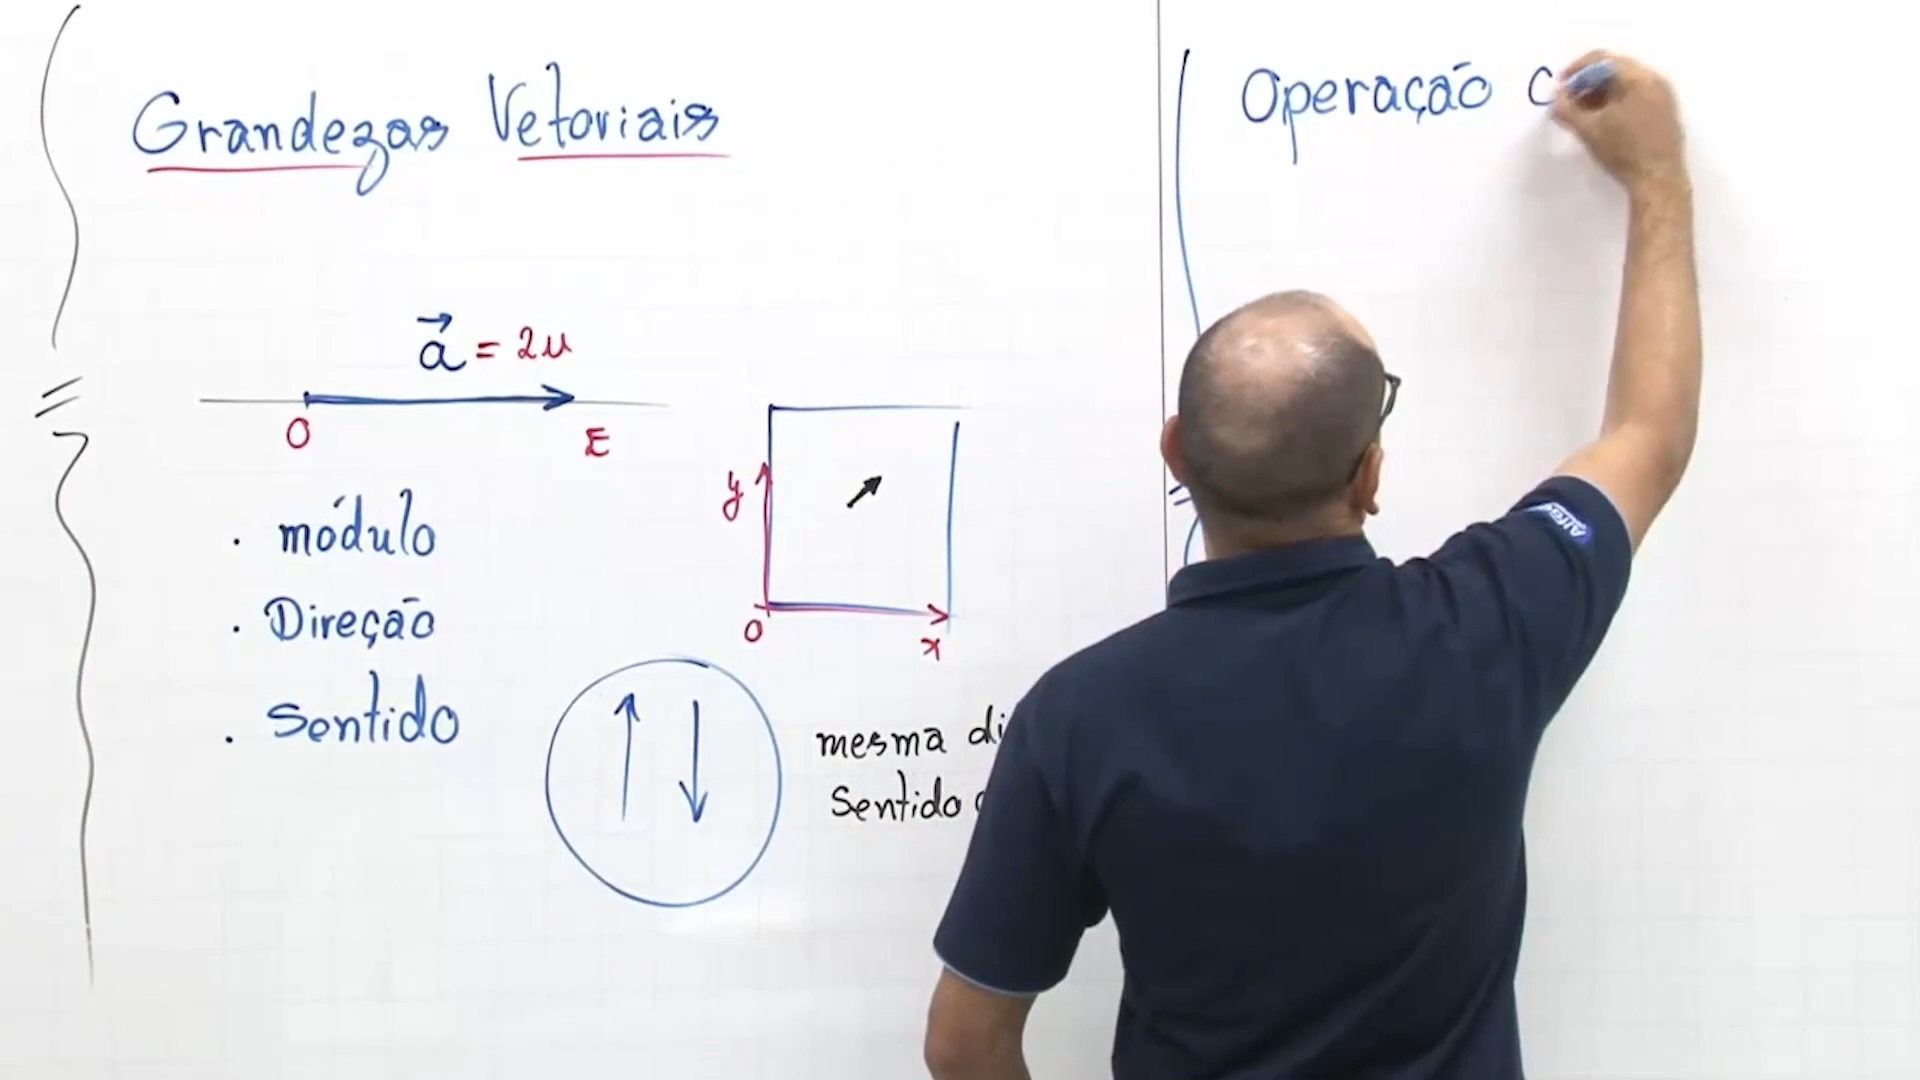 Grandezas Vetoriais
a = 2u
O E
. módulo
. Direção
. Sentido
y
O x
mesma di
Sentido
Operação c